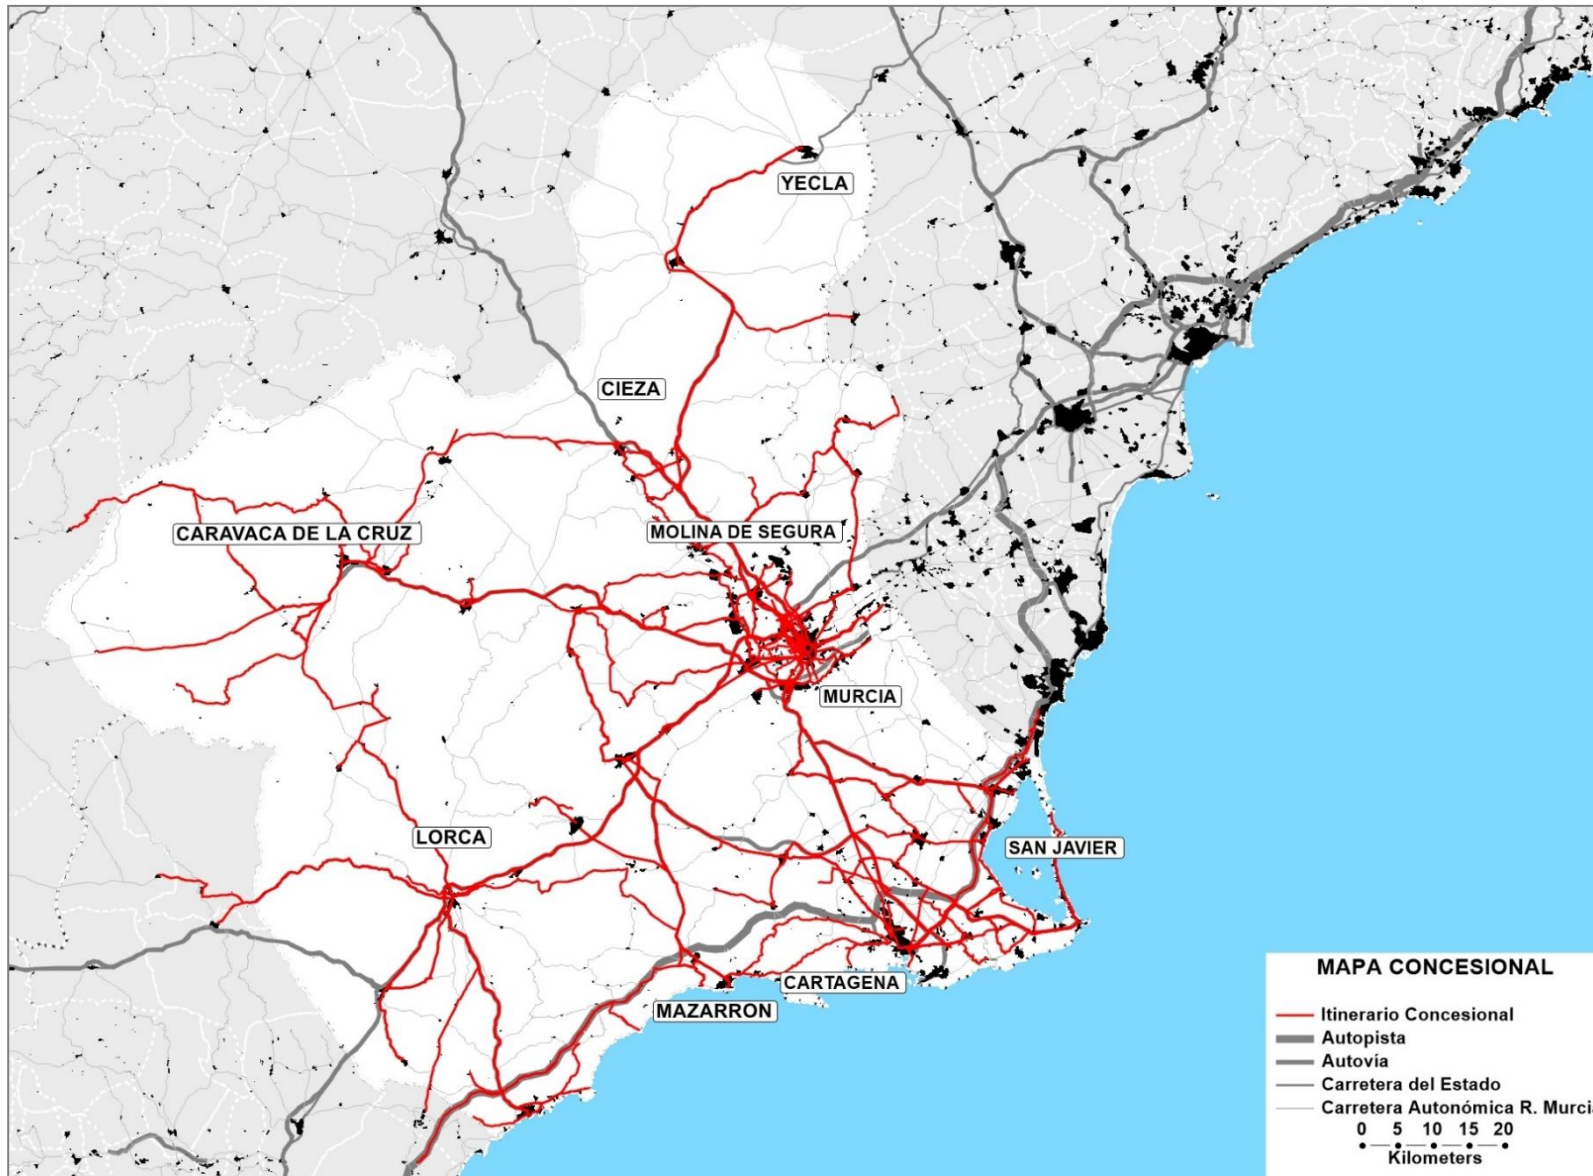 YECLA
CIEZA
CARAVACA DE LA CRUZ
MOLINA DE SEGURA
MURCIA
LORCA
SAN JAVIER
CARTAGENA
MAZARRON
MAPA CONCESIONAL
Itinerario Concesional
Autopista
Autovía
Carretera del Estado
Carretera Autonómica R. Murcia
0 5 10 15 20
Kilometers